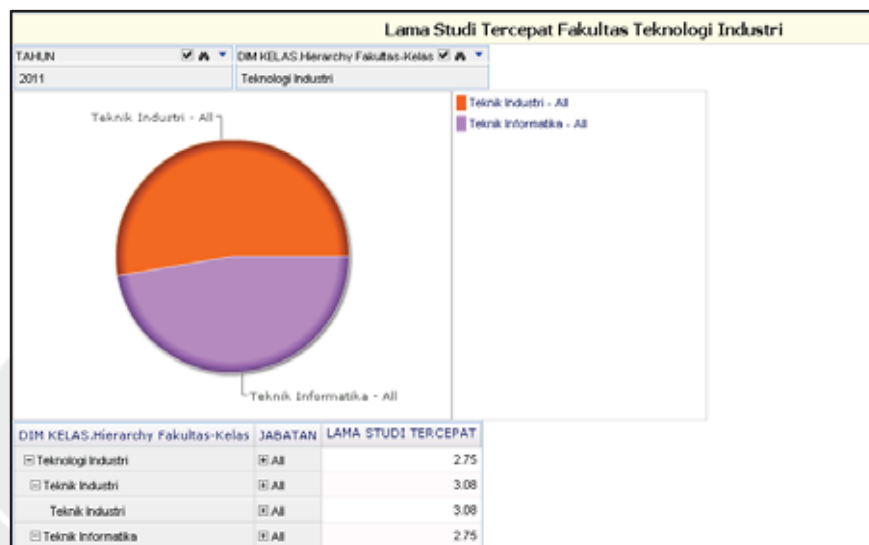 Lama Studi Tercepat Fakultas Teknologi Industri
TAHUN DIM KELAS.Hierarchy Fakultas-Kelas
2011 Teknologi Industri
Teknik Industri - All
Teknik Informatika - All
Teknik Industri - All
Teknik Informatika - All
DIM KELAS.Hierarchy Fakultas-Kelas JABATAN LAMA STUDI TERCEPAT
Teknologi Industri All 2.75
Teknik Industri All 3.08
Teknik Industri All 3.08
Teknik Informatika All 2.75